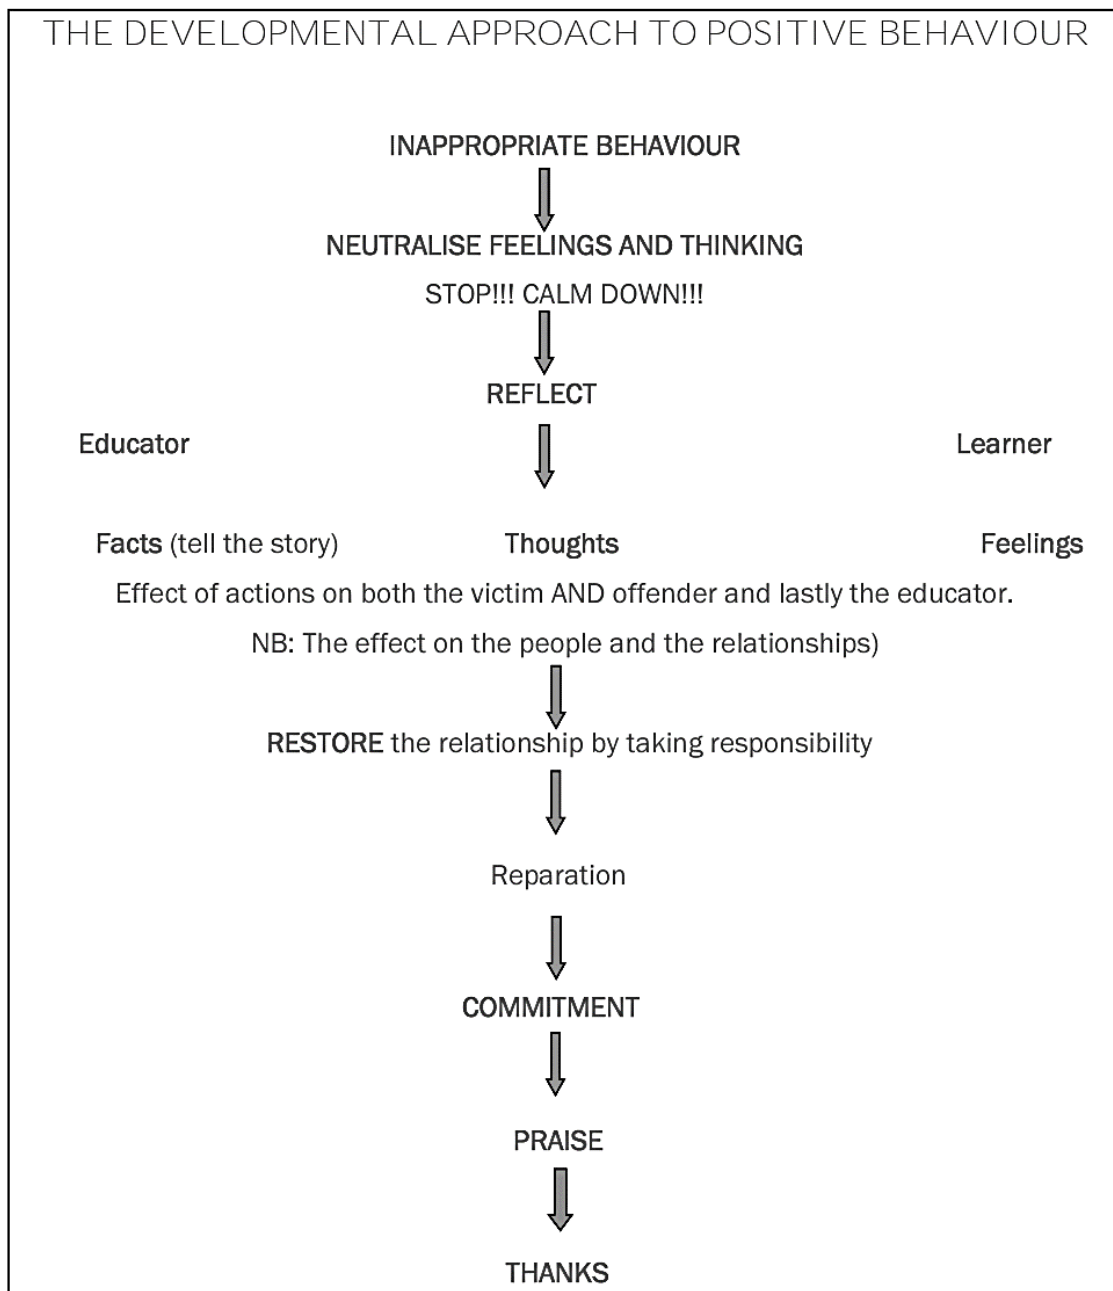 THE DEVELOPMENTAL APPROACH TO POSITIVE BEHAVIOUR
INAPPROPRIATE BEHAVIOUR
NEUTRALISE FEELINGS AND THINKING
STOP!!! CALM DOWN!!!
REFLECT
Educator Learner
Facts (tell the story) Thoughts Feelings
Effect of actions on both the victim AND offender and lastly the educator.
NB: The effect on the people and the relationships)
RESTORE the relationship by taking responsibility
Reparation
COMMITMENT
PRAISE
THANKS